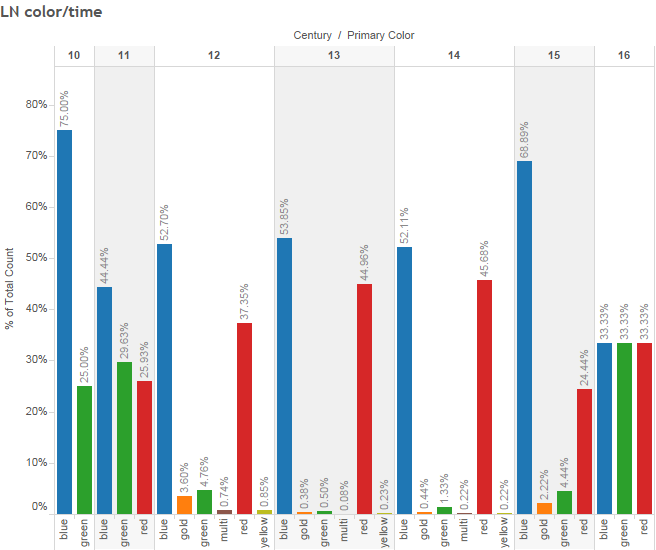 LN color/time
Century / Primary Color
10 11 12 13 14 15 16
% of Total Count
80%
70%
60%
50%
40%
30%
20%
10%
0%
75.00% 25.00% 44.44% 29.63% 25.93% 52.70% 3.60% 4.76% 0.74% 37.35% 0.85% 53.85% 0.38% 0.50% 0.08% 44.96% 0.23% 52.11% 0.44% 1.33% 0.22% 45.68% 0.22% 68.89% 2.22% 4.44% 24.44% 33.33% 33.33% 33.33%
blue green blue green red blue gold green multi red yellow blue gold green multi red yellow blue gold green multi red yellow blue gold green red blue green red